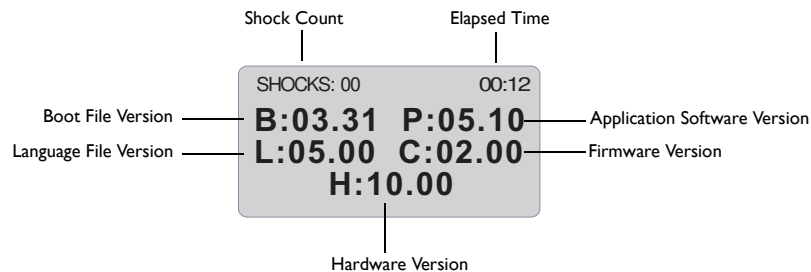 Shock Count Elapsed Time
SHOCKS: 00 00:12
Boot File Version B:03.31 P:05.10 Application Software Version
Language File Version L:05.00 C:02.00 Firmware Version
H:10.00
Hardware Version